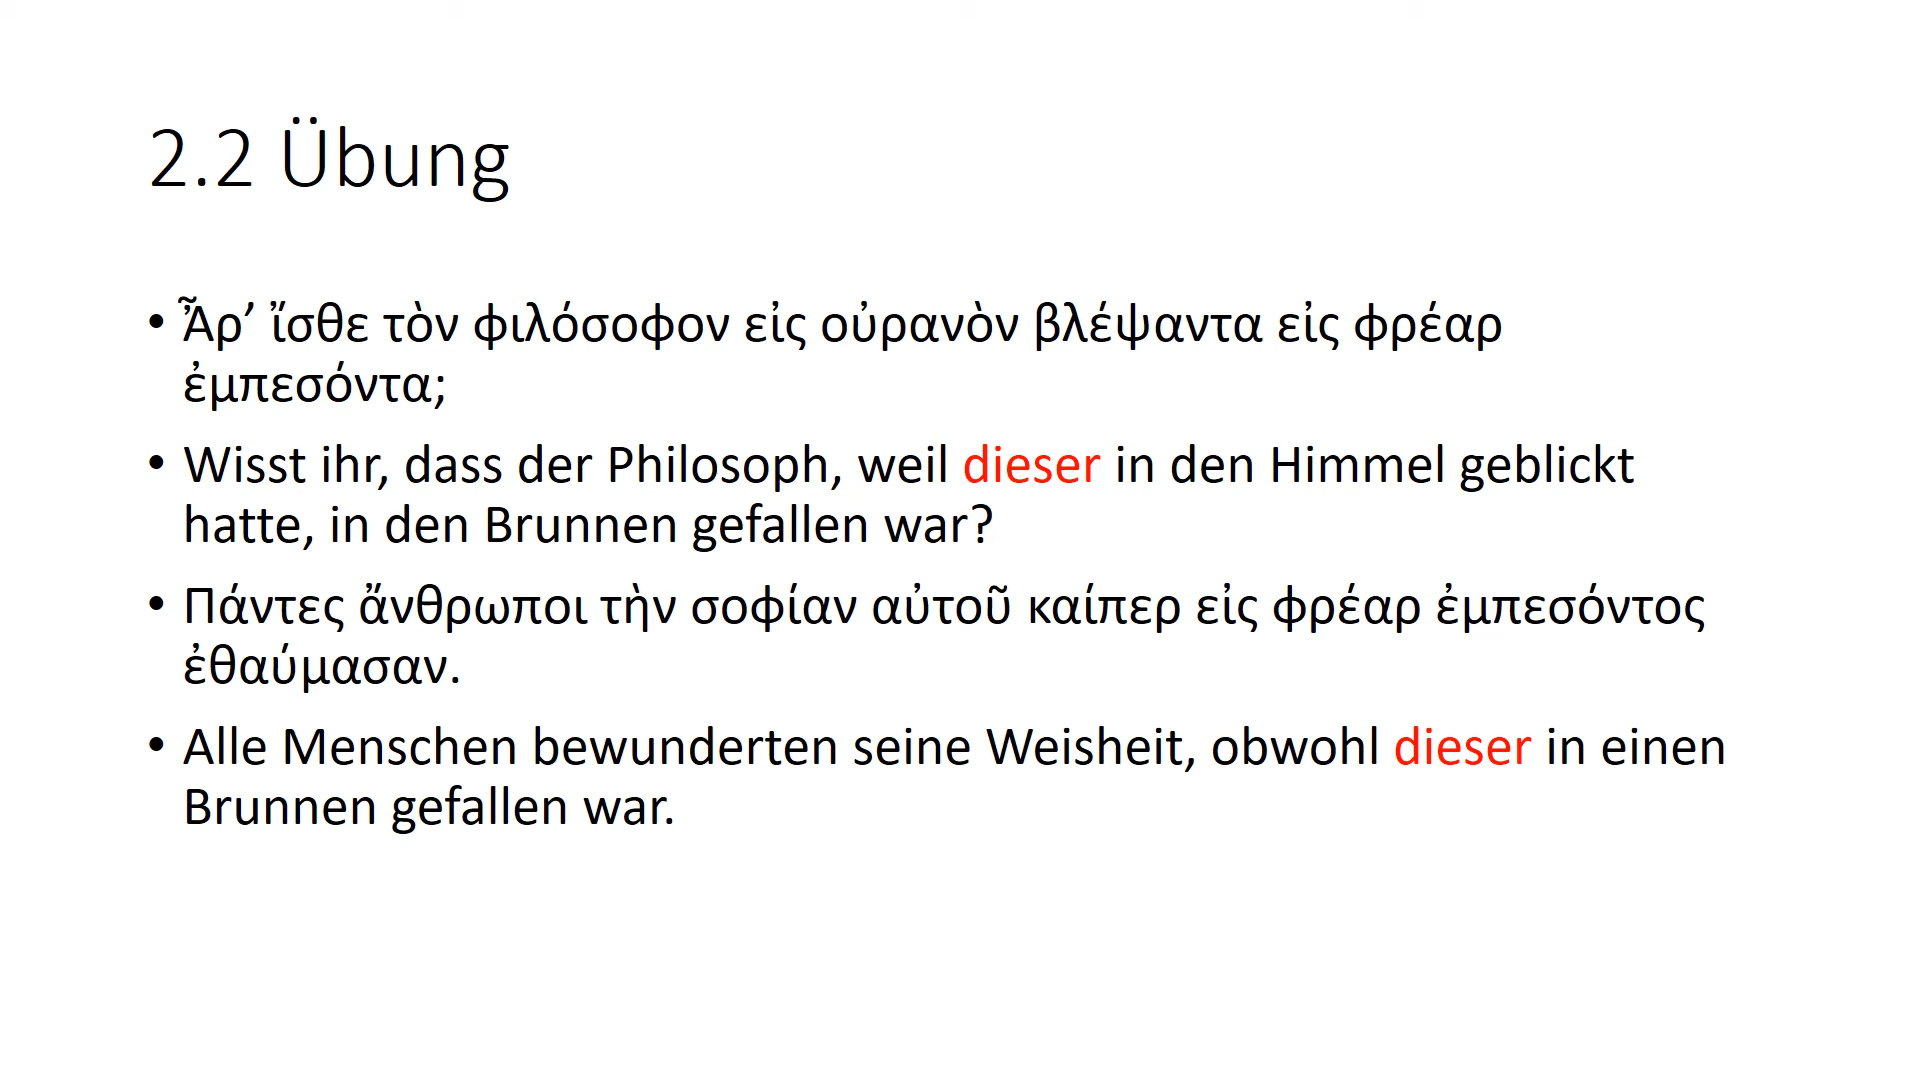 2.2 Übung
• Ἆρ’ ἴσθε τὸν φιλόσοφον εἰς οὐρανὸν βλέψαντα εἰς φρέαρ
ἐμπεσόντα;
• Wisst ihr, dass der Philosoph, weil dieser in den Himmel geblickt
hatte, in den Brunnen gefallen war?
• Πάντες ἄνθρωποι τὴν σοφίαν αὐτοῦ καίπερ εἰς φρέαρ ἐμπεσόντος
ἐθαύμασαν.
• Alle Menschen bewunderten seine Weisheit, obwohl dieser in einen
Brunnen gefallen war.